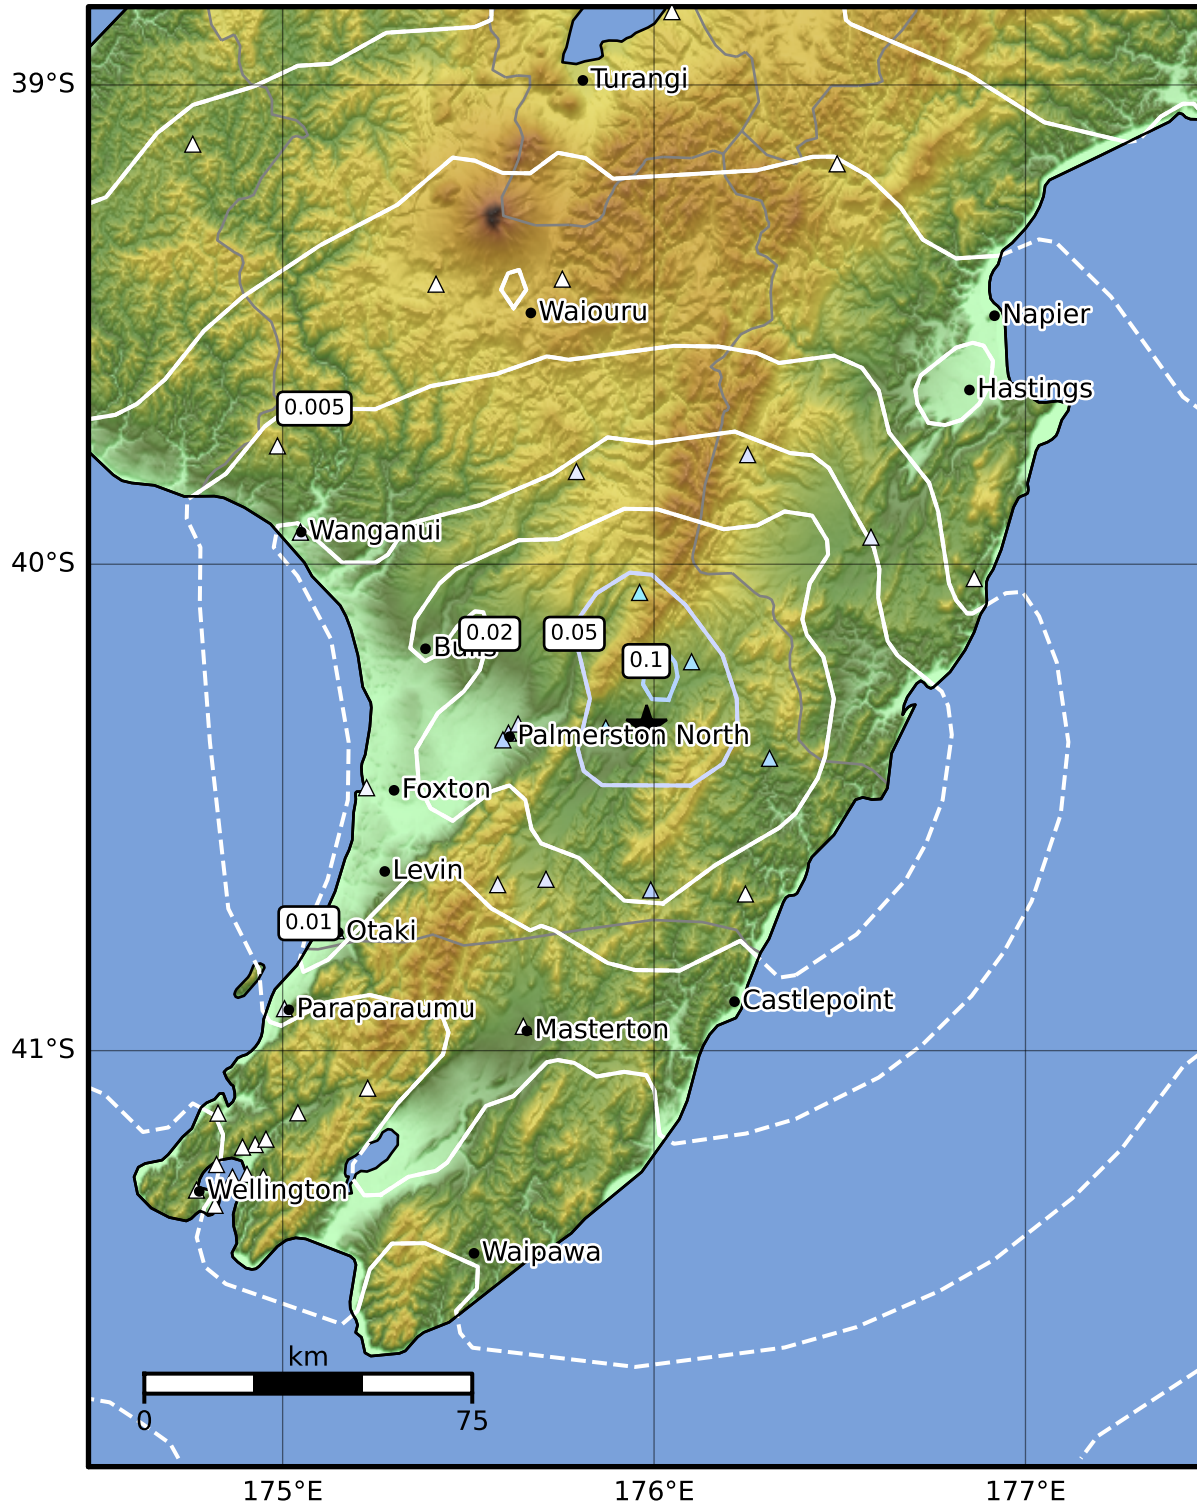 39°S
Turangi
Waiouru
Napier
Hastings
0.005
Wanganui
40°S
0.02
0.05
Bulls
0.1
Palmerston North
Foxton
Levin
0.01
Otaki
Castlepoint
Paraparaumu
Masterton
41°S
Wellington
Waipawa
km
0
75
175°E
176°E
177°E